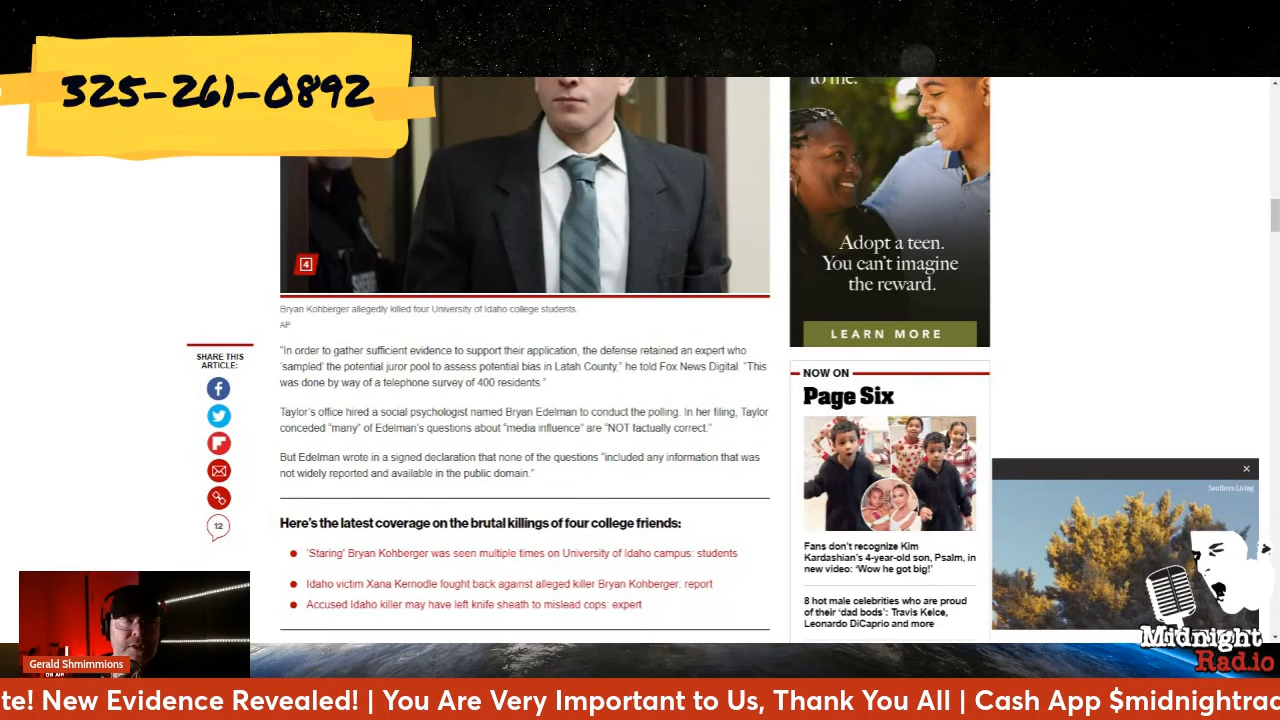 325-261-0892
to me.
Adopt a teen.
You can't imagine
the reward.
LEARN MORE
4
Bryan Kohberger allegedly killed four University of Idaho college students.
AP
SHARE THIS
ARTICLE:
12
"In order to gather sufficient evidence to support their application, the defense retained an expert who
'sampled' the potential juror pool to assess potential bias in Latah County," he told Fox News Digital. "This
was done by way of a telephone survey of 400 residents."
Taylor's office hired a social psychologist named Bryan Edelman to conduct the polling. In her filing, Taylor
conceded "many" of Edelman's questions about "media influence" are "NOT factually correct."
But Edelman wrote in a signed declaration that none of the questions "included any information that was
not widely reported and available in the public domain."
Here's the latest coverage on the brutal killings of four college friends:
'Staring' Bryan Kohberger was seen multiple times on University of Idaho campus: students
Idaho victim Xana Kernodle fought back against alleged killer Bryan Kohberger: report
Accused Idaho killer may have left knife sheath to mislead cops: expert
NOW ON
Page Six
Fans don't recognize Kim
Kardashian's 4-year-old son, Psalm, in
new video: 'Wow he got big!'
8 hot male celebrities who are proud
of their 'dad bods': Travis Kelce,
Leonardo DiCaprio and more
Southern Living
Gerald Shmimmions
ON AIR
Midnight
Rad.io
te! New Evidence Revealed! | You Are Very Important to Us, Thank You All | Cash App $midnightrad